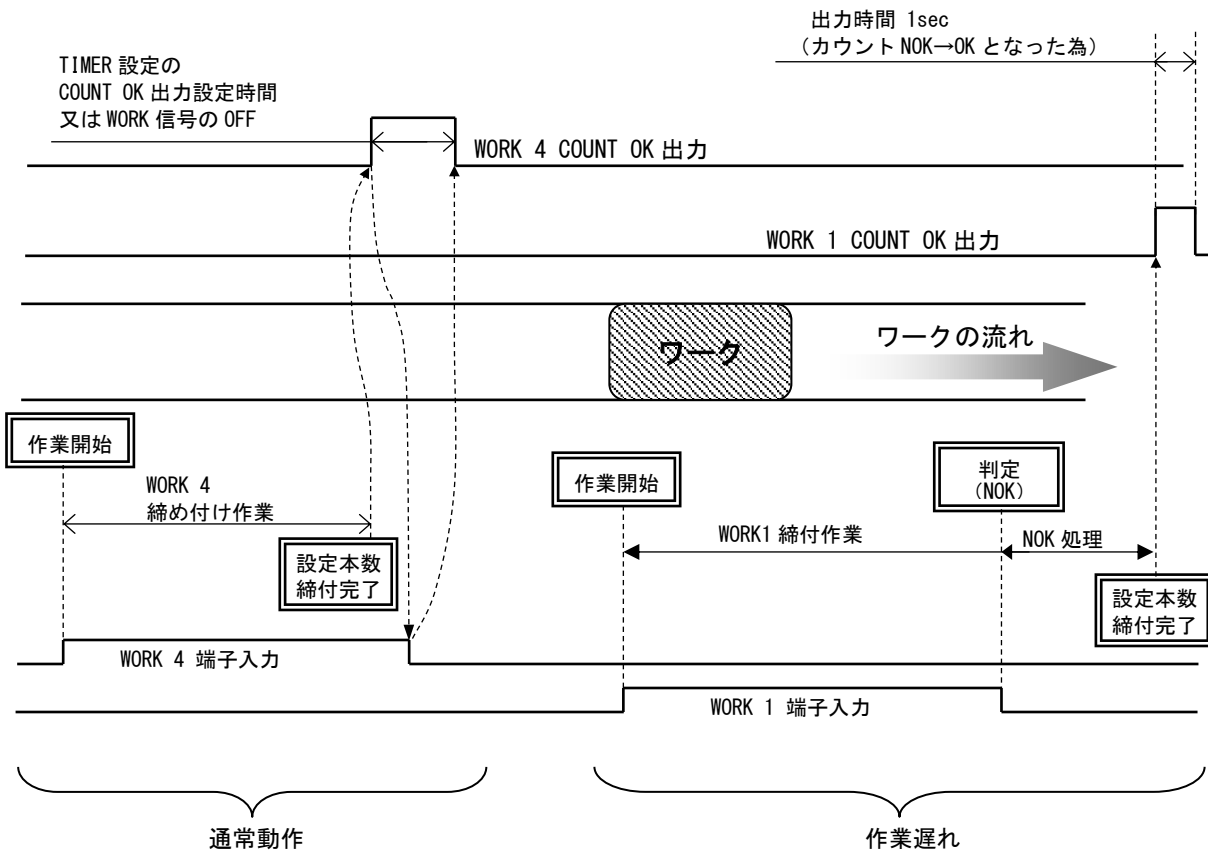 出力時間 1sec
（カウント NOK→OK となった為）
TIMER 設定の
COUNT OK 出力設定時間
又は WORK 信号の OFF
WORK 4 COUNT OK 出力
WORK 1 COUNT OK 出力
ワーク
ワークの流れ
作業開始
WORK 4
締め付け作業
設定本数
締付完了
作業開始
判定
（NOK）
WORK1 締付作業
NOK 処理
設定本数
締付完了
WORK 4 端子入力
WORK 1 端子入力
通常動作
作業遅れ